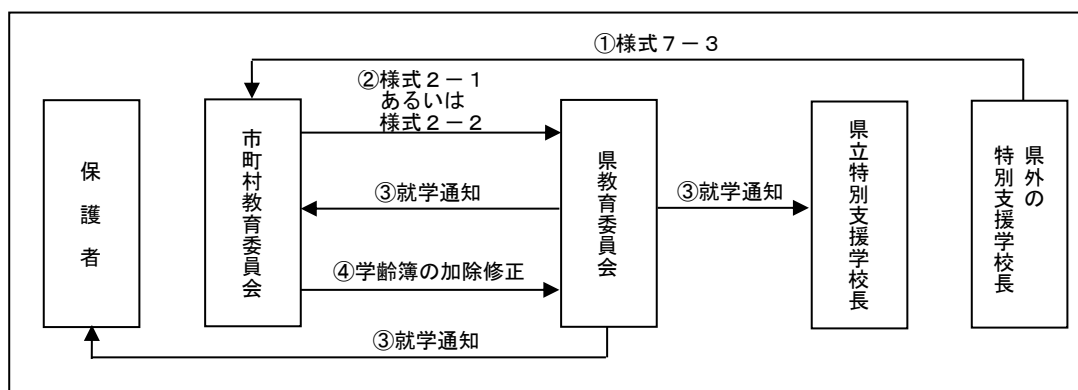 ①様式７－３
②様式２－１
あるいは
様式２－２
保護者
市町村教育委員会
県教育委員会
県立特別支援学校長
県外の
特別支援学校長
③就学通知
③就学通知
④学齢簿の加除修正
③就学通知